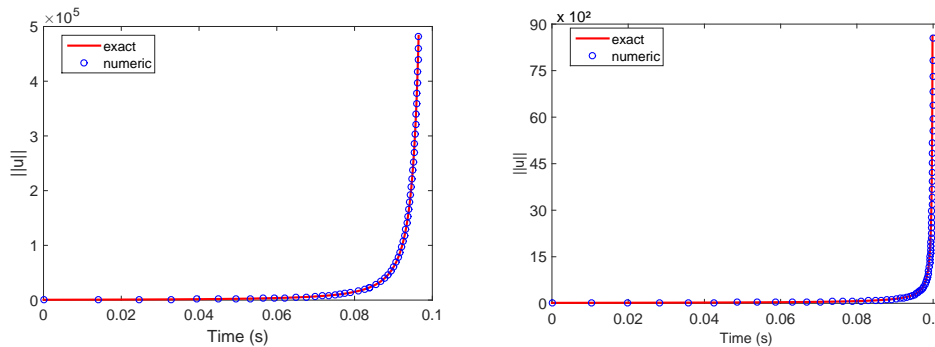 ×10⁵
5
4
3
2
1
0
||u||
exact
numeric
0 0.02 0.04 0.06 0.08 0.1
Time (s)
x 10²
90
75
60
45
30
15
0
||u||
exact
numeric
0 0.02 0.04 0.06 0.08 0.
Time (s)